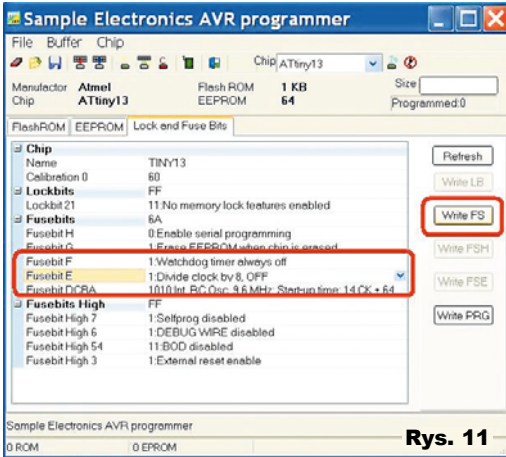 Sample Electronics AVR programmer
File Buffer Chip
Chip ATtiny13
Manufactor Atmel Flash ROM 1 KB Size
Chip ATtiny13 EEPROM 64 Programmed:0
FlashROM EEPROM Lock and Fuse Bits
Chip
Name TINY13
Calibration 0 60
Lockbits FF
Lockbit 21 11:No memory lock features enabled
Fusebits 6A
Fusebit H 0:Enable serial programming
Fusebit G 1:Erase EEPROM when chip is erased
Fusebit F 1:Watchdog timer always off
Fusebit E 1:Divide clock by 8, OFF
Fusebit DCBA 1010:Int. RC Osc. 9.6 MHz; Start-up time: 14 CK + 64
Fusebits High FF
Fusebit High 7 1:Selfprog disabled
Fusebit High 6 1:DEBUG WIRE disabled
Fusebit High 54 11:BOD disabled
Fusebit High 3 1:External reset enable
Refresh
Write LB
Write FS
Write FSH
Write FSE
Write PRG
Sample Electronics AVR programmer
0 ROM 0 EPROM
Rys. 11